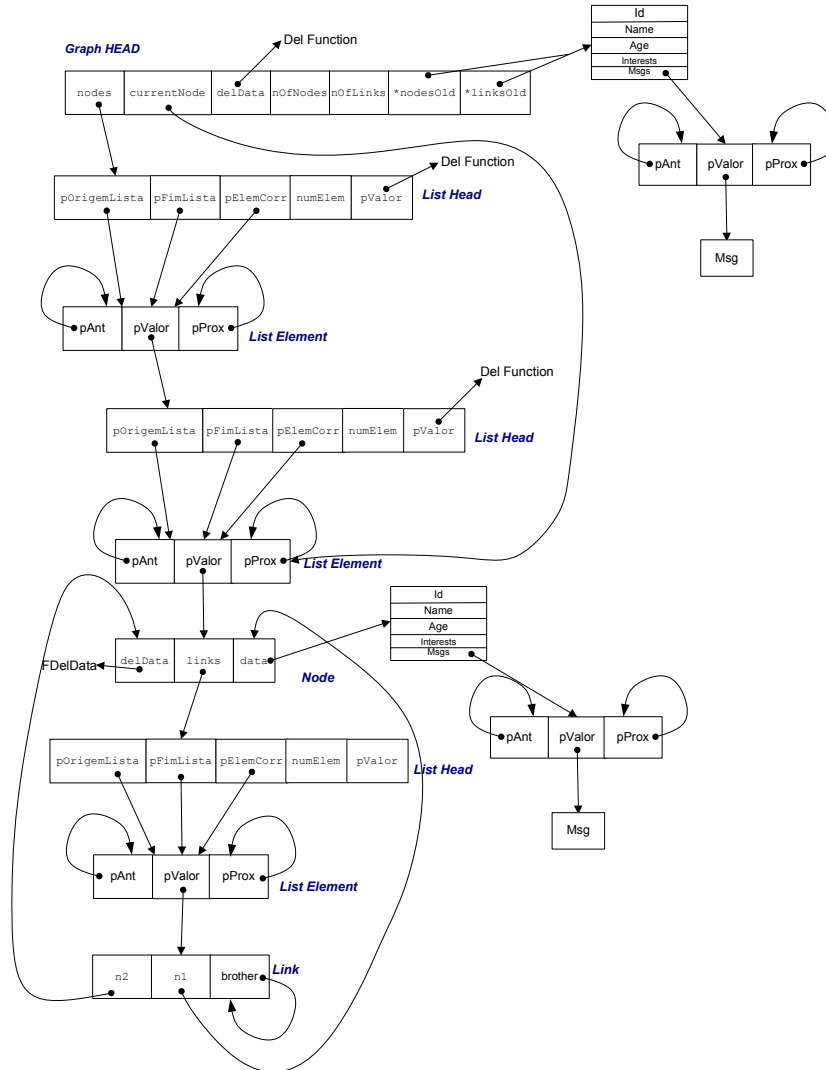 Id
Name
Age
Interests
Msgs
Del Function
Graph HEAD
nodes currentNode delData nOfNodes nOfLinks *nodesOld *linksOld
pAnt pValor pProx
Msg
Del Function
pOrigemLista pFimLista pElemCorr numElem pValor
List Head
pAnt pValor pProx
List Element
Del Function
pOrigemLista pFimLista pElemCorr numElem pValor
List Head
pAnt pValor pProx
List Element
Id
Name
Age
Interests
Msgs
FDelData
delData links data
Node
pAnt pValor pProx
Msg
pOrigemLista pFimLista pElemCorr numElem pValor
List Head
pAnt pValor pProx
List Element
n2 n1 brother
Link